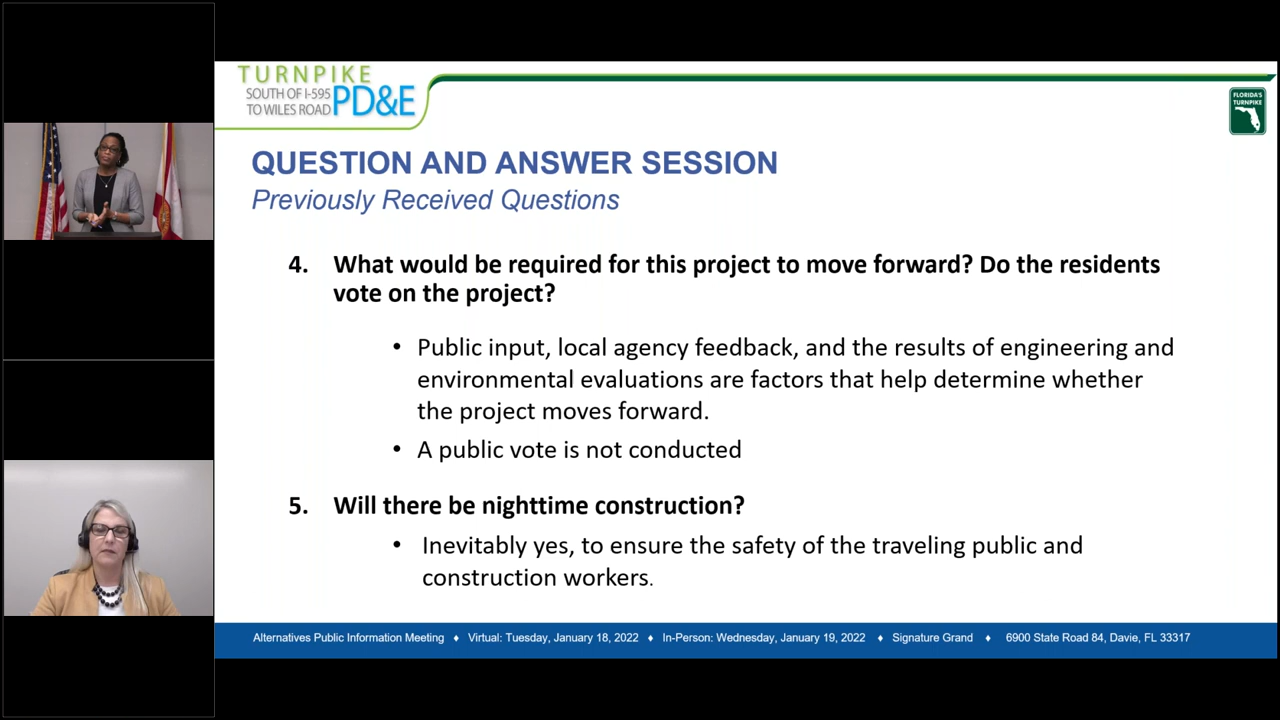 TURNPIKE
SOUTH OF I-595
TO WILES ROAD
PD&E
FLORIDA'S
TURNPIKE
QUESTION AND ANSWER SESSION
Previously Received Questions
4. What would be required for this project to move forward? Do the residents
vote on the project?
• Public input, local agency feedback, and the results of engineering and
environmental evaluations are factors that help determine whether
the project moves forward.
• A public vote is not conducted
5. Will there be nighttime construction?
• Inevitably yes, to ensure the safety of the traveling public and
construction workers.
Alternatives Public Information Meeting ♦ Virtual: Tuesday, January 18, 2022 ♦ In-Person: Wednesday, January 19, 2022 ♦ Signature Grand ♦ 6900 State Road 84, Davie, FL 33317